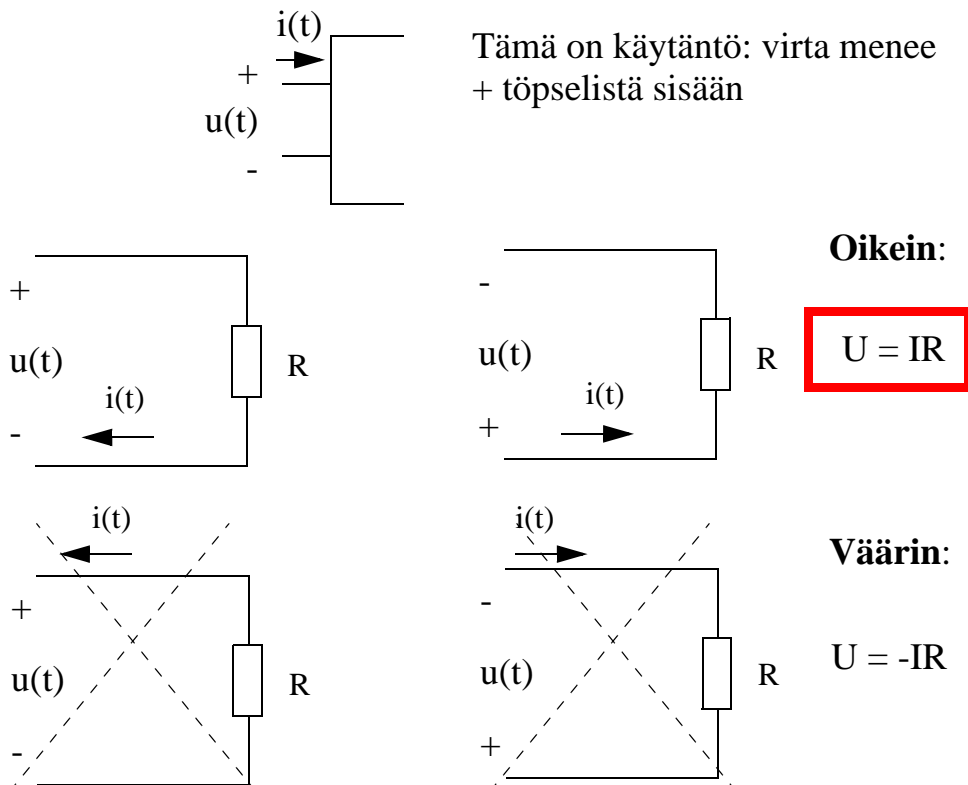 i(t)
Tämä on käytäntö: virta menee
+ töpselistä sisään
+
u(t)
-
Oikein:
+
u(t)
R
i(t)
-
-
u(t)
R
i(t)
+
U = IR
i(t)
+
u(t)
R
-
i(t)
-
u(t)
R
+
Väärin:
U = -IR